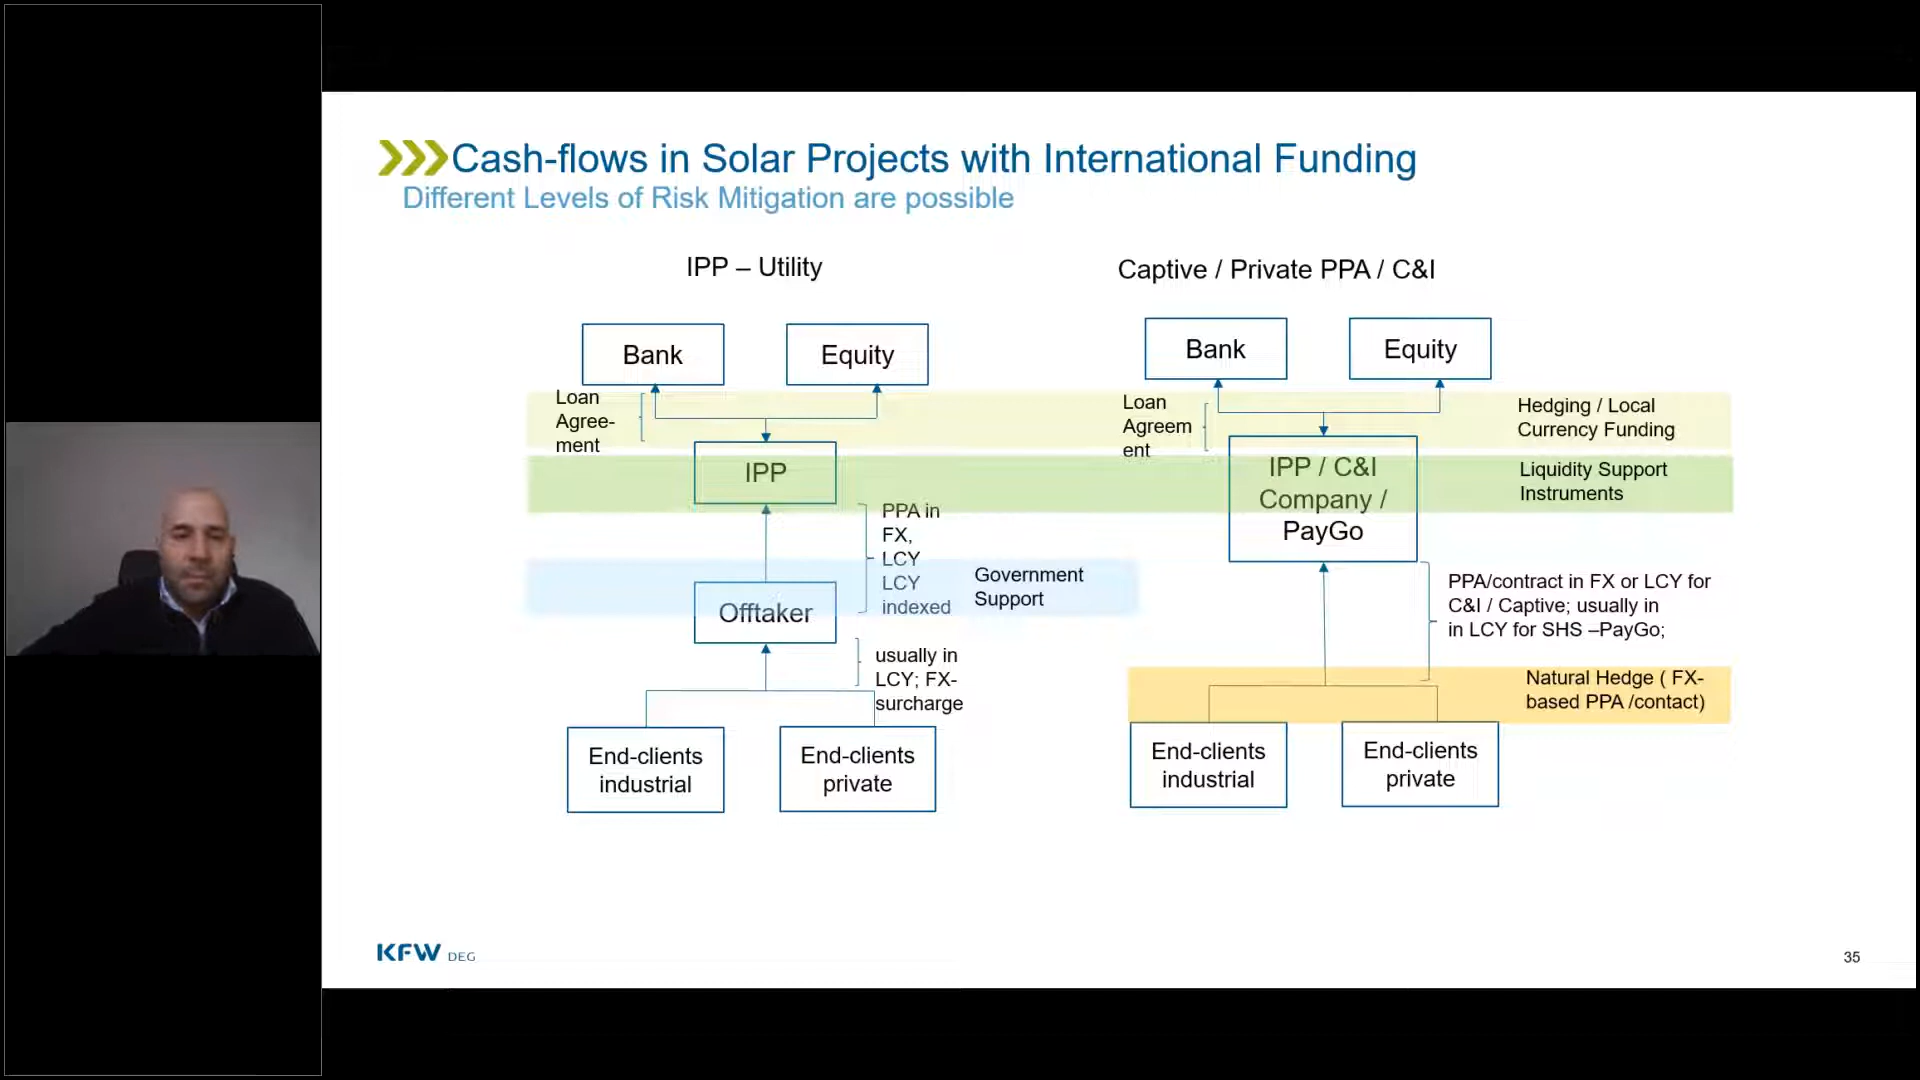 Cash-flows in Solar Projects with International Funding
Different Levels of Risk Mitigation are possible
IPP – Utility
Bank
Equity
Loan
Agree-
ment
IPP
PPA in
FX,
LCY
LCY
indexed
Government
Support
Offtaker
usually in
LCY; FX-
surcharge
End-clients
industrial
End-clients
private
Captive / Private PPA / C&I
Bank
Equity
Loan
Agreem
ent
Hedging / Local
Currency Funding
IPP / C&I
Company /
PayGo
Liquidity Support
Instruments
PPA/contract in FX or LCY for
C&I / Captive; usually in
in LCY for SHS –PayGo;
Natural Hedge ( FX-
based PPA /contact)
End-clients
industrial
End-clients
private
KFW DEG
35